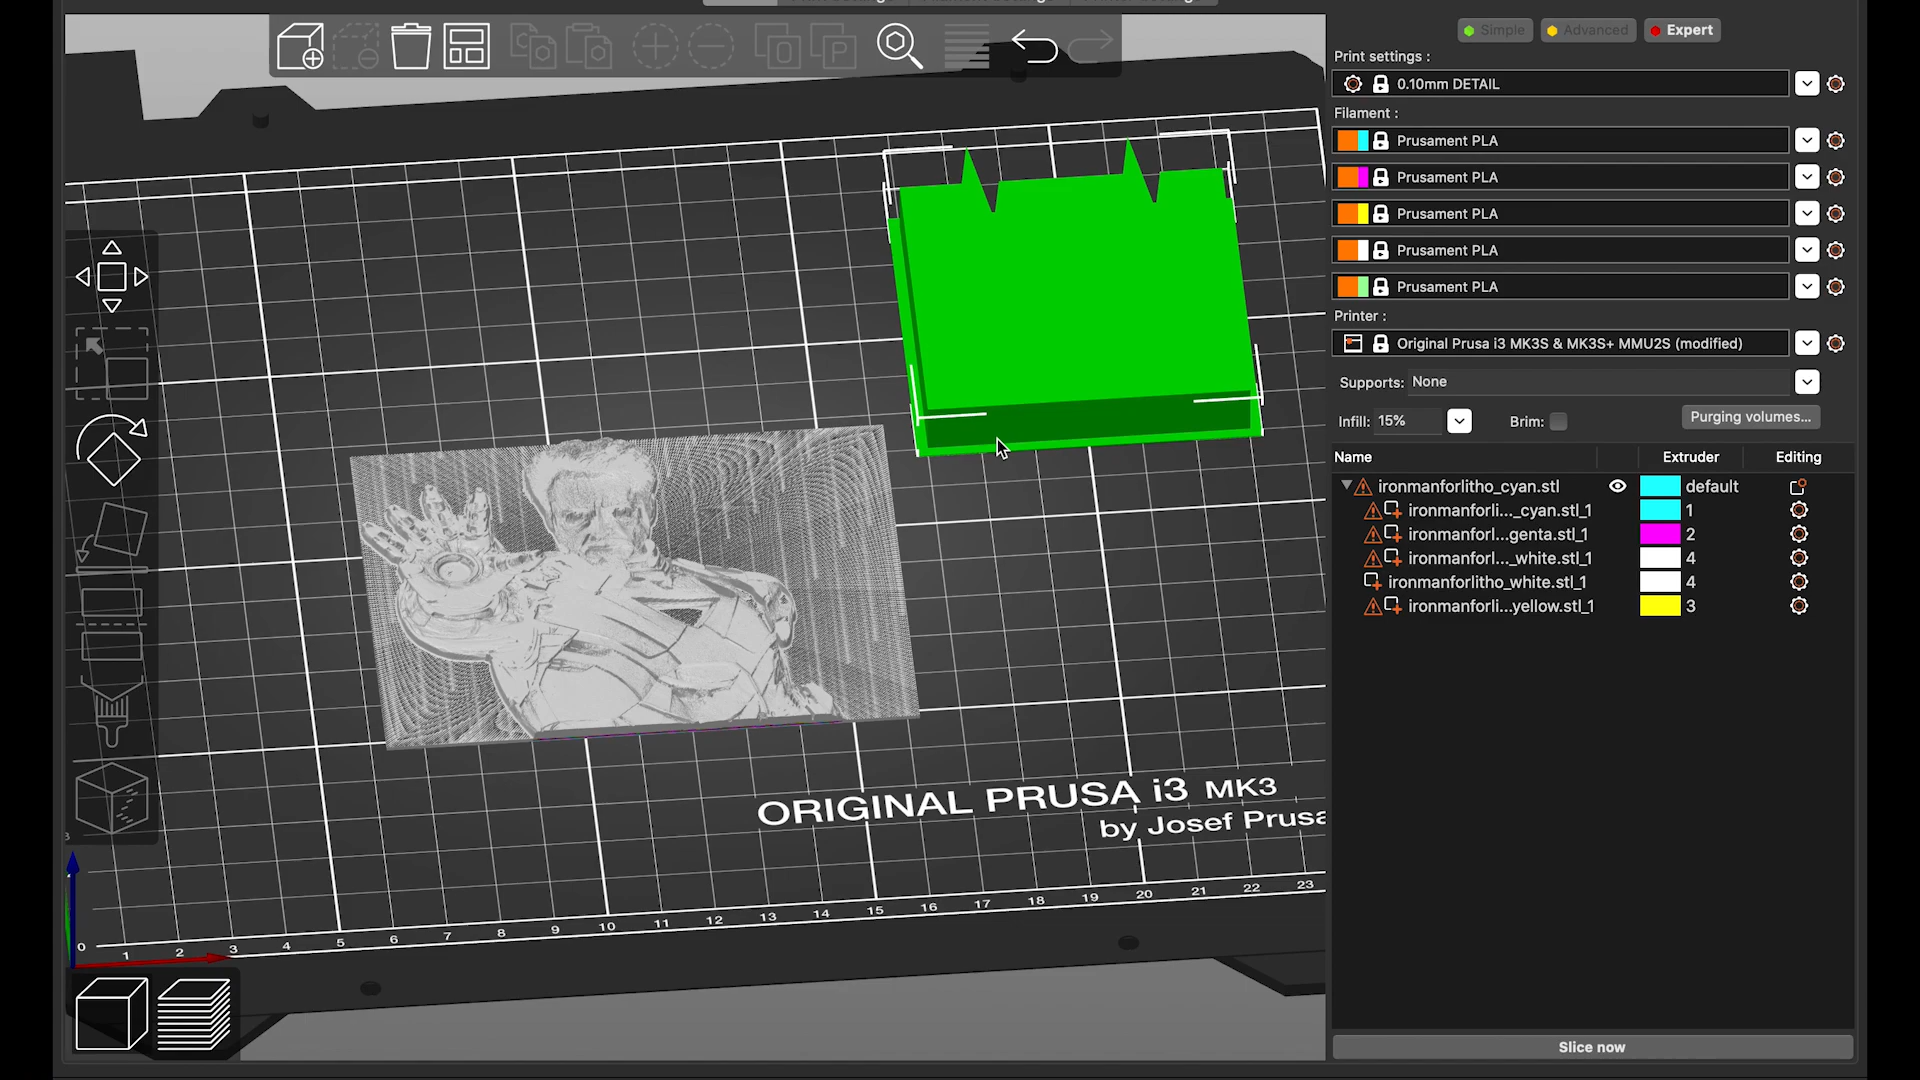 Simple
Advanced
Expert
Print settings :
0.10mm DETAIL
Filament :
Prusament PLA
Prusament PLA
Prusament PLA
Prusament PLA
Prusament PLA
Printer :
Original Prusa i3 MK3S & MK3S+ MMU2S (modified)
Supports: None
Infill: 15%
Brim:
Purging volumes...
Name Extruder Editing
ironmanforlitho_cyan.stl default
ironmanforli..._cyan.stl_1 1
ironmanforl...genta.stl_1 2
ironmanforli..._white.stl_1 4
ironmanforlitho_white.stl_1 4
ironmanforli...yellow.stl_1 3
ORIGINAL PRUSA i3 MK3
by Josef Prusa
0 1 2 3 4 5 6 7 8 9 10 11 12 13 14 15 16 17 18 19 20 21 22 23
Slice now